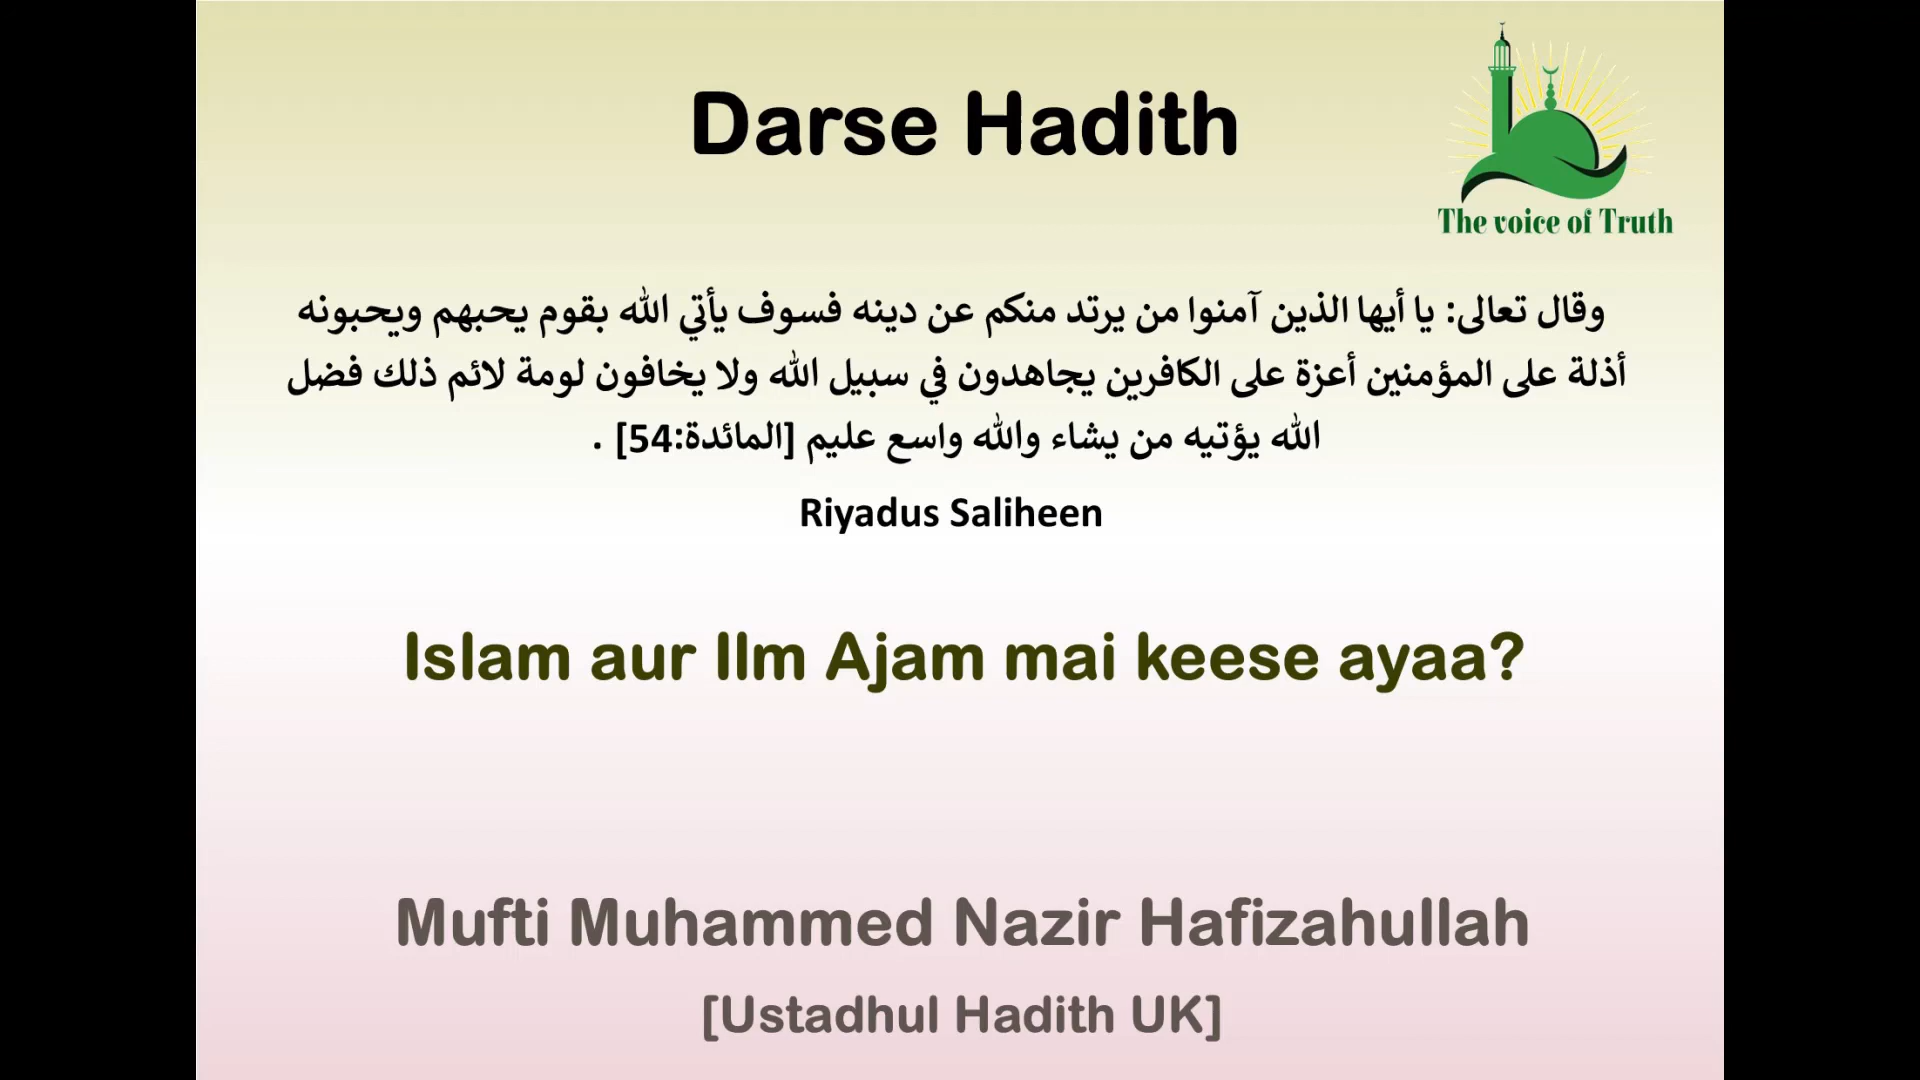 Darse Hadith
The voice of Truth
وقال تعالى: يا أيها الذين آمنوا من يرتد منكم عن دينه فسوف يأتي الله بقوم يحبهم ويحبونه
أذلة على المؤمنين أعزة على الكافرين يجاهدون في سبيل الله ولا يخافون لومة لائم ذلك فضل
الله يؤتيه من يشاء والله واسع عليم [المائدة:54] .
Riyadus Saliheen
Islam aur Ilm Ajam mai keese ayaa?
Mufti Muhammed Nazir Hafizahullah
[Ustadhul Hadith UK]